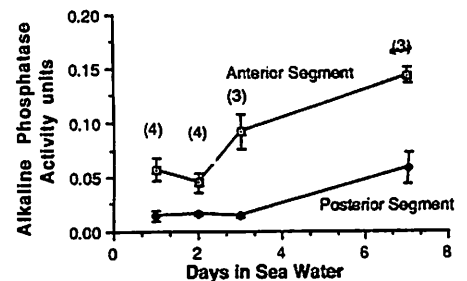 Alkaline Phosphatase
Activity units
0.20
0.15
0.10
0.05
0.00
(4)
(4)
(3)
(3)
Anterior Segment
Posterior Segment
0
2
4
6
8
Days in Sea Water